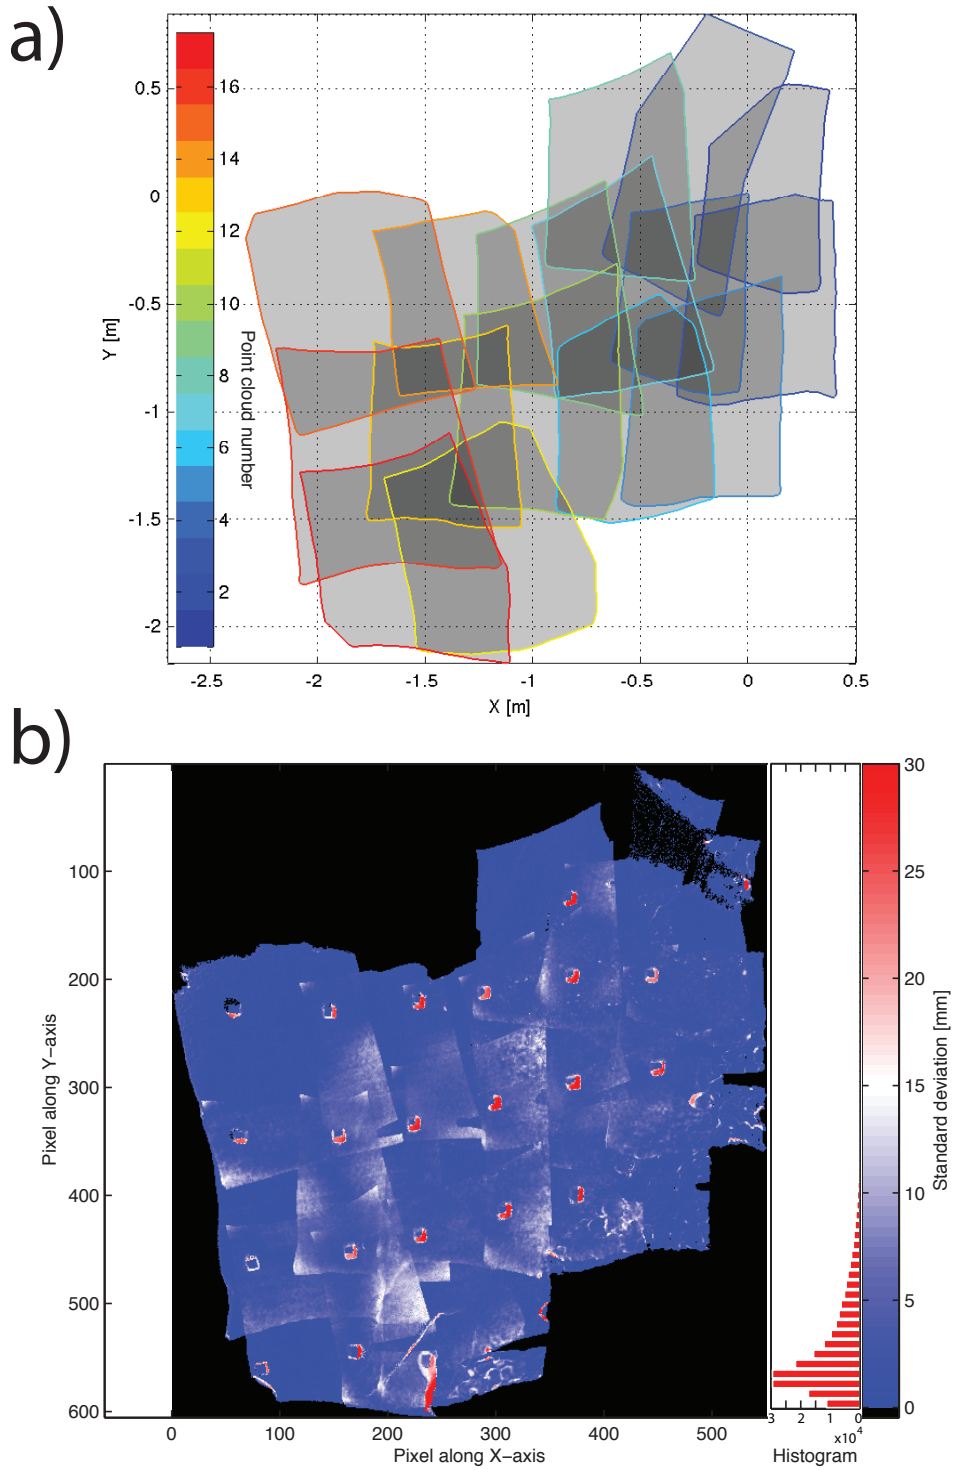 a)
0.5
0
-0.5
-1
-1.5
-2
Y [m]
16
14
12
10
8
6
4
2
Point cloud number
-2.5 -2 -1.5 -1 -0.5 0 0.5
X [m]
b)
100
200
300
400
500
600
Pixel along Y-axis
0 100 200 300 400 500
Pixel along X-axis
3 2 1 0
x10⁴
Histogram
30
25
20
15
10
5
0
Standard deviation [mm]